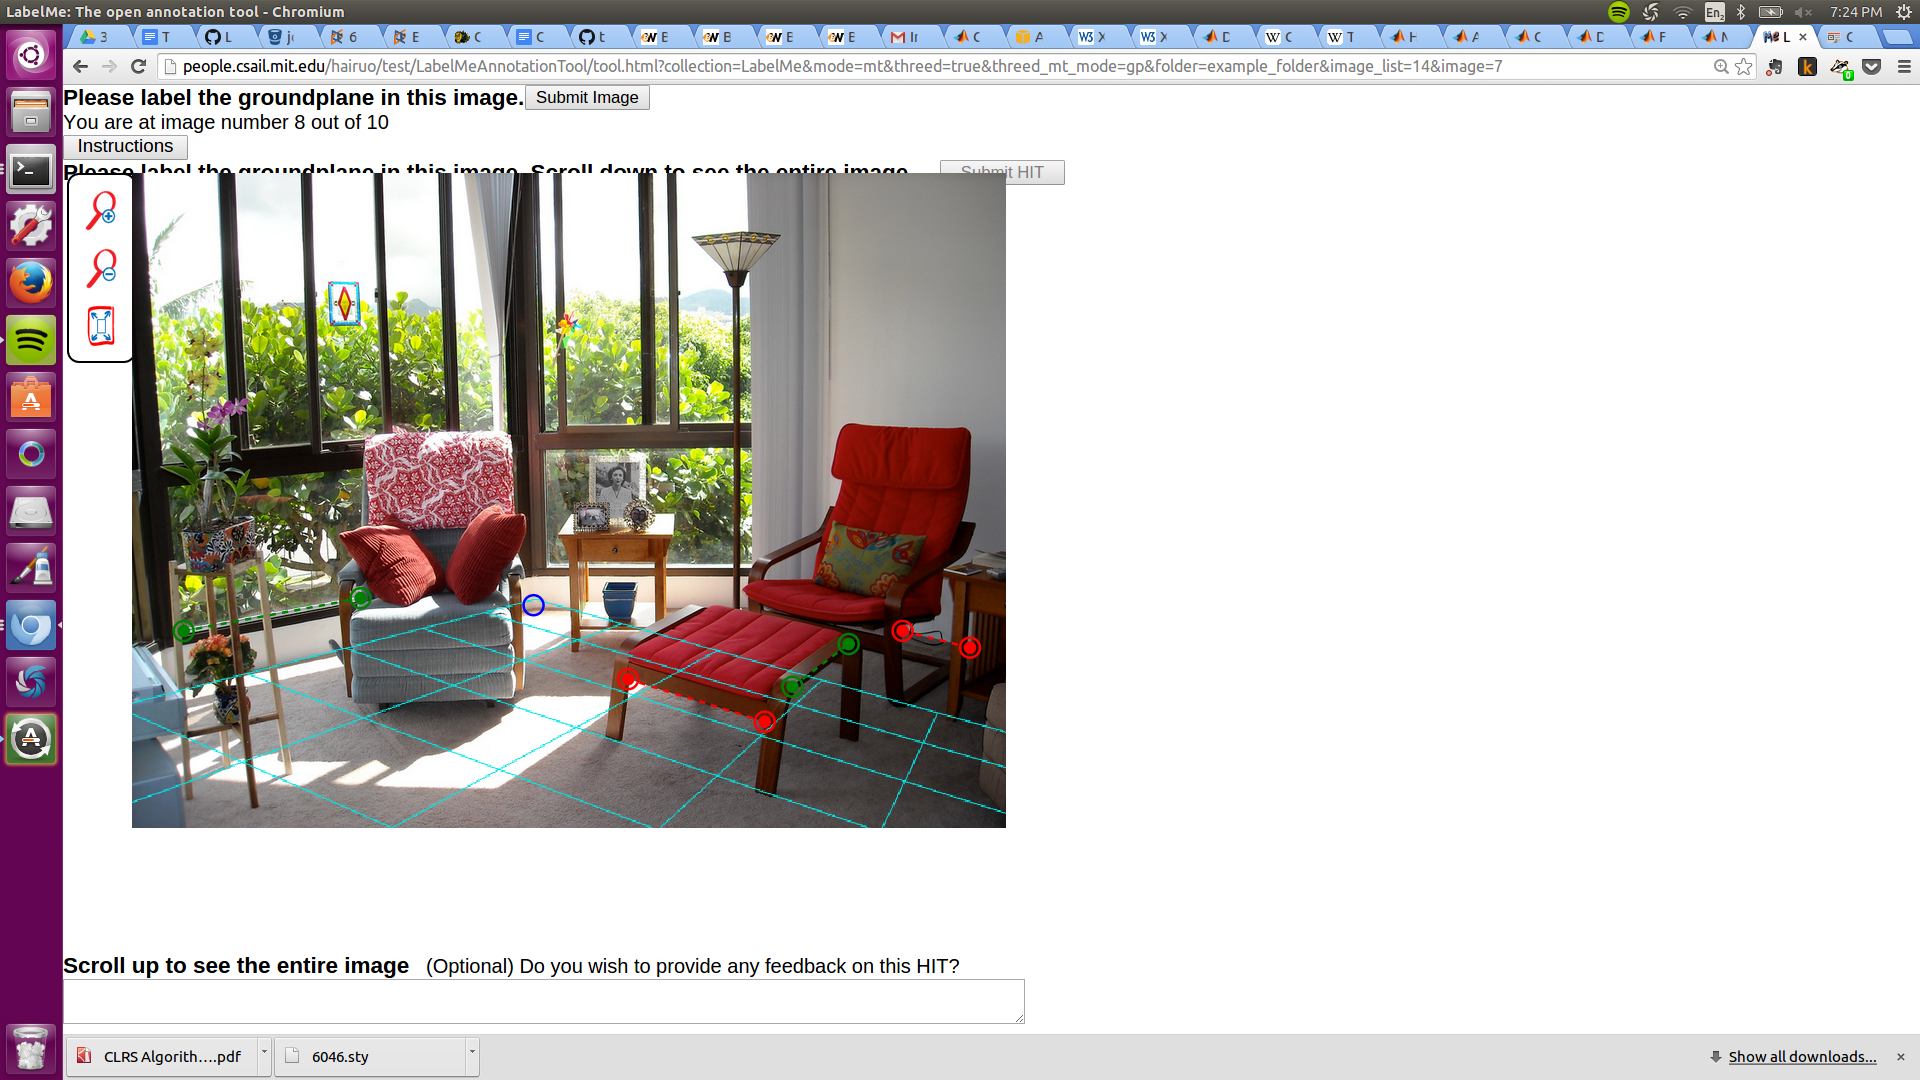 LabelMe: The open annotation tool - Chromium
En2
7:24 PM
3
T
L
j
6
E
C
C
t
E
B
E
E
I
C
A
X
X
D
C
T
H
A
C
D
F
L
×
C
people.csail.mit.edu/hairuo/test/LabelMeAnnotationTool/tool.html?collection=LabelMe&mode=mt&threed=true&threed_mt_mode=gp&folder=example_folder&image_list=14&image=7
Please label the groundplane in this image.
Submit Image
You are at image number 8 out of 10
Instructions
Please label the groundplane in this image. Scroll down to see the entire image
Submit HIT
Scroll up to see the entire image (Optional) Do you wish to provide any feedback on this HIT?
CLRS Algorith....pdf
6046.sty
Show all downloads...
×